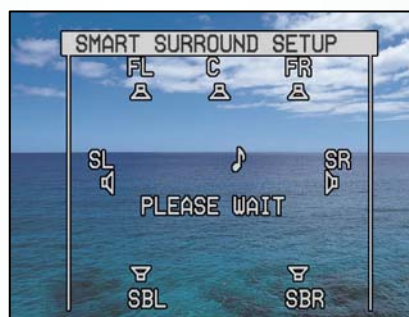 SMART SURROUND SETUP
FL C FR
SL SR
PLEASE WAIT
SBL SBR